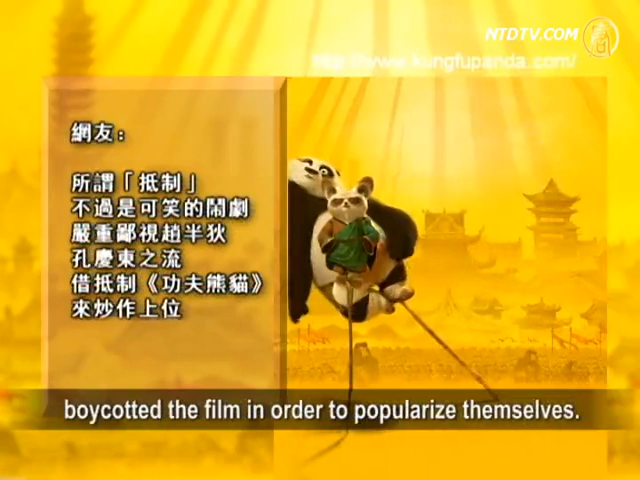 NTDTV.COM
http://www.kungfupanda.com/
網友：
所謂「抵制」
不過是可笑的鬧劇
嚴重鄙視趙半狄
孔慶東之流
借抵制《功夫熊貓》
來炒作上位
boycotted the film in order to popularize themselves.